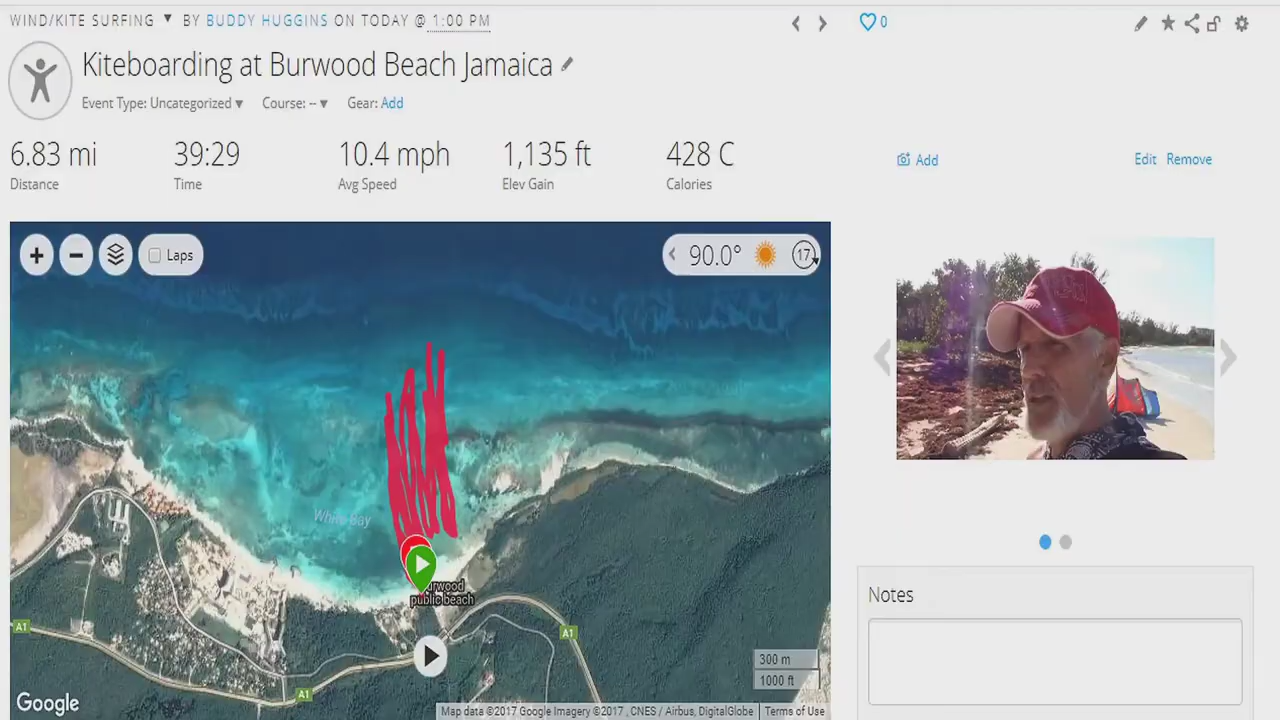 WIND/KITE SURFING ▼ BY BUDDY HUGGINS ON TODAY @ 1:00 PM
0
Kiteboarding at Burwood Beach Jamaica
Event Type: Uncategorized ▾ Course: -- ▾ Gear: Add
6.83 mi 39:29 10.4 mph 1,135 ft 428 C
Distance Time Avg Speed Elev Gain Calories
Add Edit Remove
+ − Laps 90.0° 17
White Bay
public beach
A1
A1
A1
Notes
300 m
1000 ft
Google
Map data ©2017 Google Imagery ©2017 , CNES / Airbus, DigitalGlobe Terms of Use